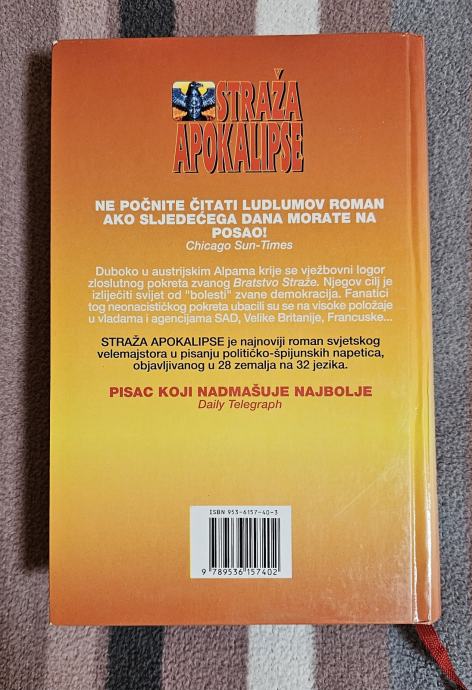 STRAŽA
APOKALIPSE
NE POČNITE ČITATI LUDLUMOV ROMAN
AKO SLJEDEĆEGA DANA MORATE NA
POSAO!
Chicago Sun-Times
Duboko u austrijskim Alpama krije se vježbovni logor
zloslutnog pokreta zvanog Bratstvo Straže. Njegov cilj je
izliječiti svijet od "bolesti" zvane demokracija. Fanatici
tog neonacističkog pokreta ubacili su se na visoke položaje
u vladama i agencijama SAD, Velike Britanije, Francuske...
STRAŽA APOKALIPSE je najnoviji roman svjetskog
velemajstora u pisanju političko-špijunskih napetica,
objavljivanog u 28 zemalja na 32 jezika.
PISAC KOJI NADMAŠUJE NAJBOLJE
Daily Telegraph
ISBN 953-6157-40-3
9 789536 157402